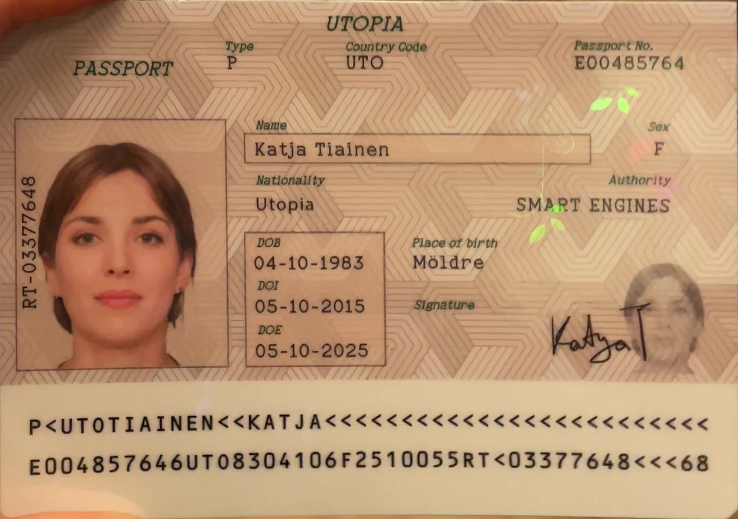 UTOPIA
Type Country Code Passport No.
PASSPORT P UTO E00485764
Name Sex
Katja Tiainen F
Nationality Authority
Utopia SMART ENGINES
RT-03377648
DOB Place of birth
04-10-1983 Möldre
DOI Signature
05-10-2015
DOE
05-10-2025
Katya T
P<UTOTIAINEN<<KATJA<<<<<<<<<<<<<<<<<<<<<<<<<
E004857646UTO8304106F2510055RT<03377648<<<68